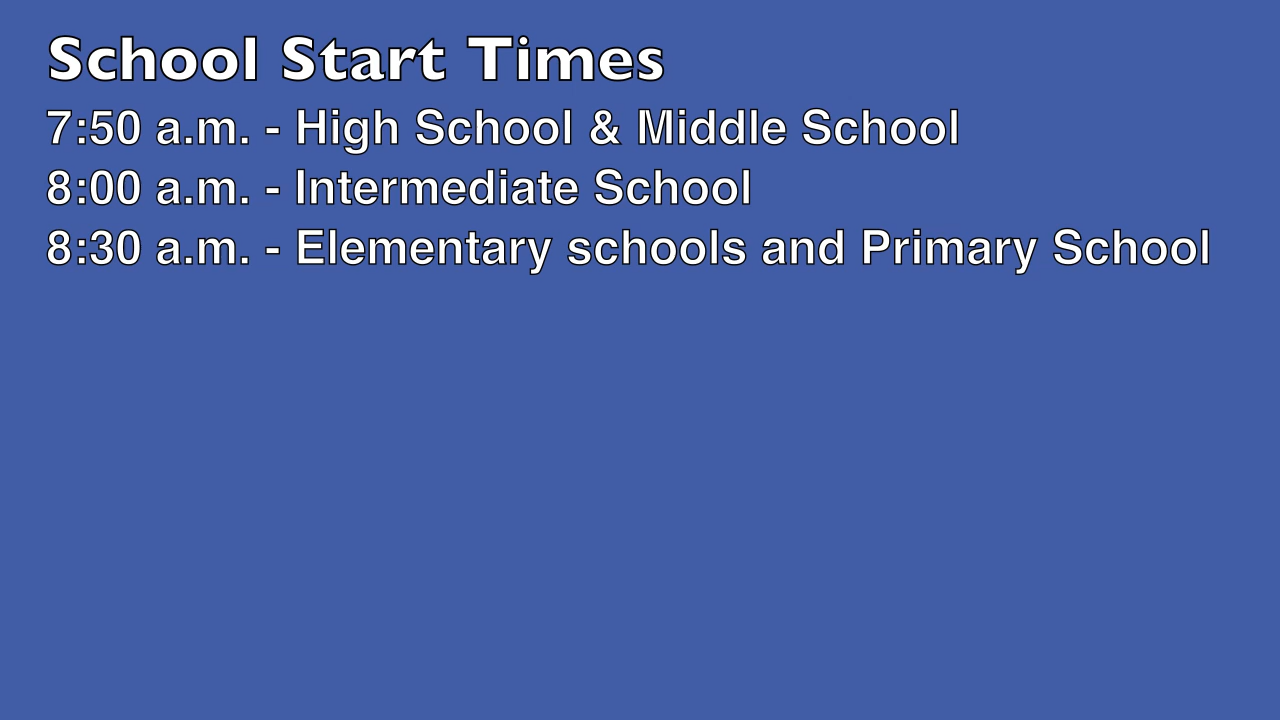 School Start Times
7:50 a.m. - High School & Middle School
8:00 a.m. - Intermediate School
8:30 a.m. - Elementary schools and Primary School